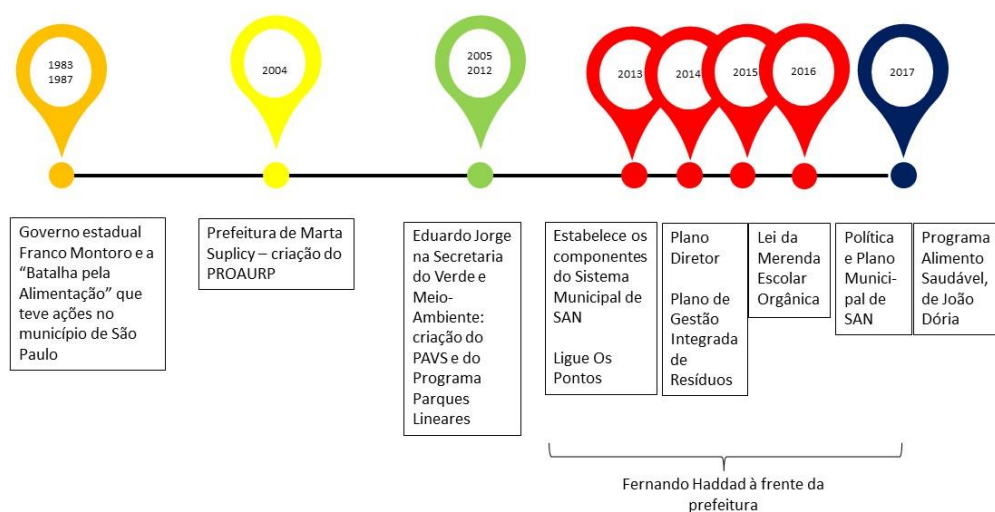 1983
1987
2004
2005
2012
2013
2014
2015
2016
2017
Governo estadual
Franco Montoro e a
“Batalha pela
Alimentação” que
teve ações no
município de São
Paulo
Prefeitura de Marta
Suplicy – criação do
PROAURP
Eduardo Jorge
na Secretaria
do Verde e
Meio-
Ambiente:
criação do
PAVS e do
Programa
Parques
Lineares
Estabelece os
componentes
do Sistema
Municipal de
SAN
Ligue Os
Pontos
Plano
Diretor
Plano de
Gestão
Integrada
de
Resíduos
Lei da
Merenda
Escolar
Orgânica
Política
e Plano
Munici-
pal de
SAN
Programa
Alimento
Saudável,
de João
Dória
Fernando Haddad à frente da
prefeitura